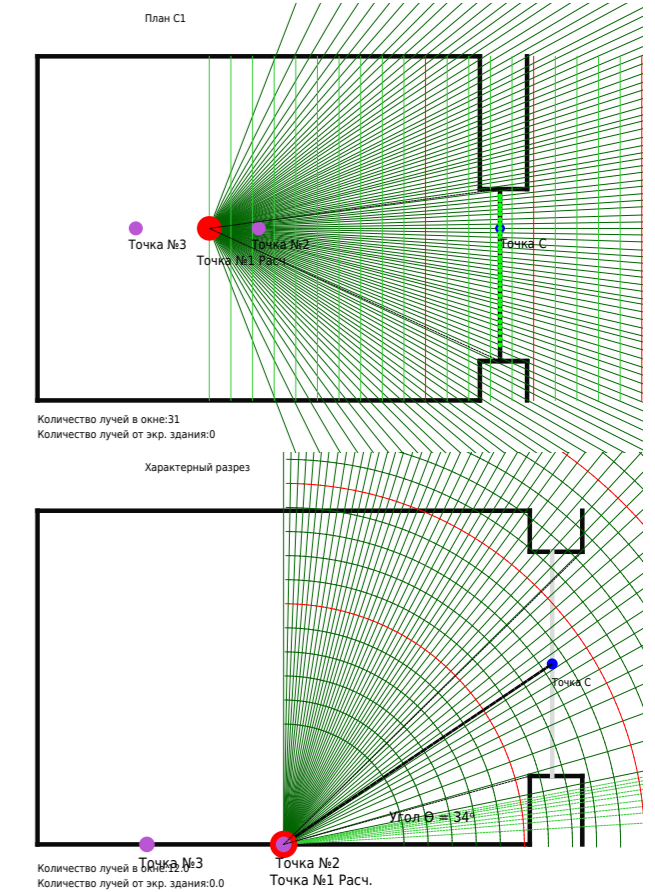 План С1
Точка №3
Точка №2
Точка С
Точка №1 Расч.
Количество лучей в окне:31
Количество лучей от экр. здания:0
Характерный разрез
Точка С
Угол Θ = 34°
Точка №3
Точка №2
Количество лучей в окне:12.0
Точка №1 Расч.
Количество лучей от экр. здания:0.0